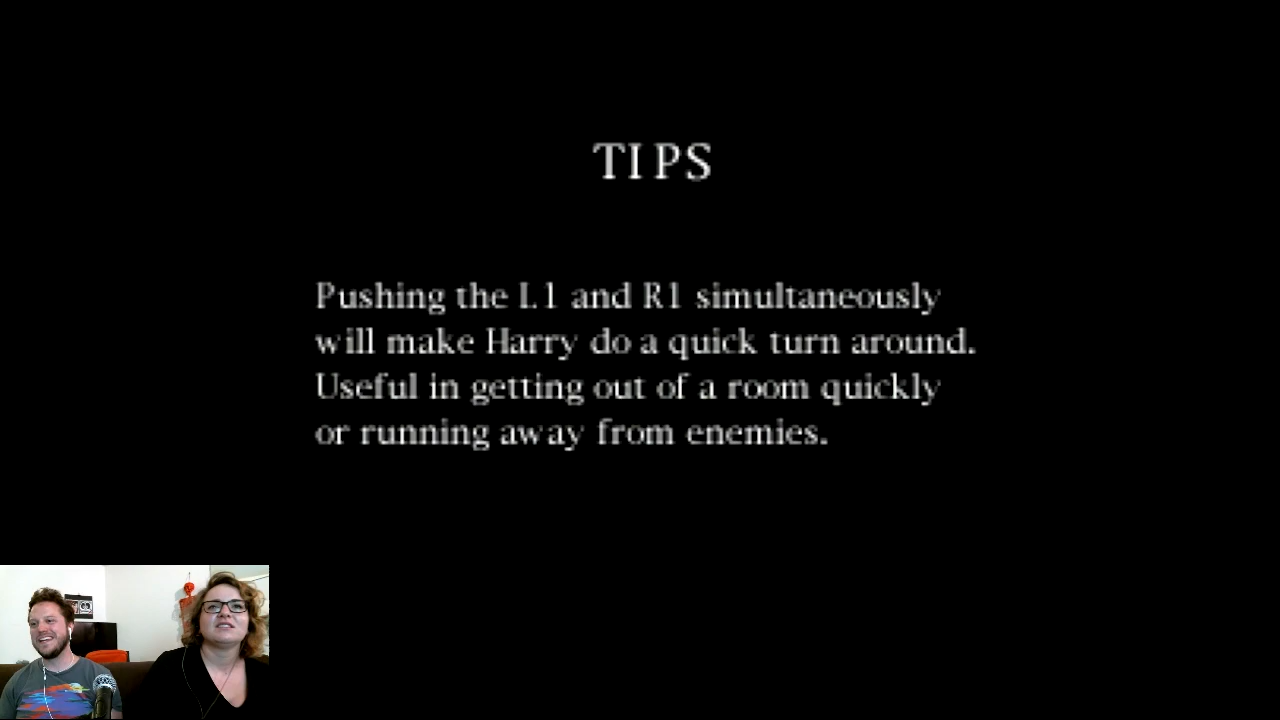 TIPS
Pushing the L1 and R1 simultaneously
will make Harry do a quick turn around.
Useful in getting out of a room quickly
or running away from enemies.